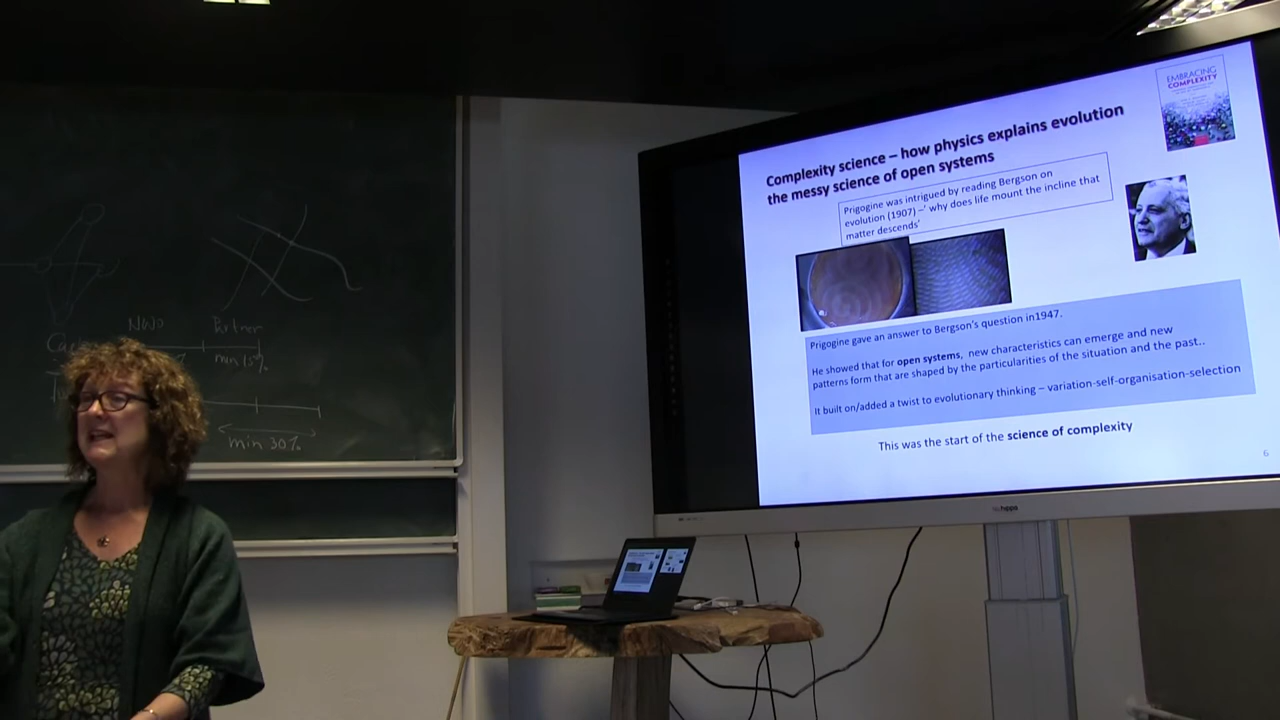 NWO
Partner
min 15%
min 30%
EMBRACING
COMPLEXITY
Complexity science – how physics explains evolution
the messy science of open systems
Prigogine was intrigued by reading Bergson on
evolution (1907) –' why does life mount the incline that
matter descends'
Prigogine gave an answer to Bergson's question in1947.
He showed that for open systems, new characteristics can emerge and new
patterns form that are shaped by the particularities of the situation and the past..
It built on/added a twist to evolutionary thinking – variation-self-organisation-selection
This was the start of the science of complexity
6